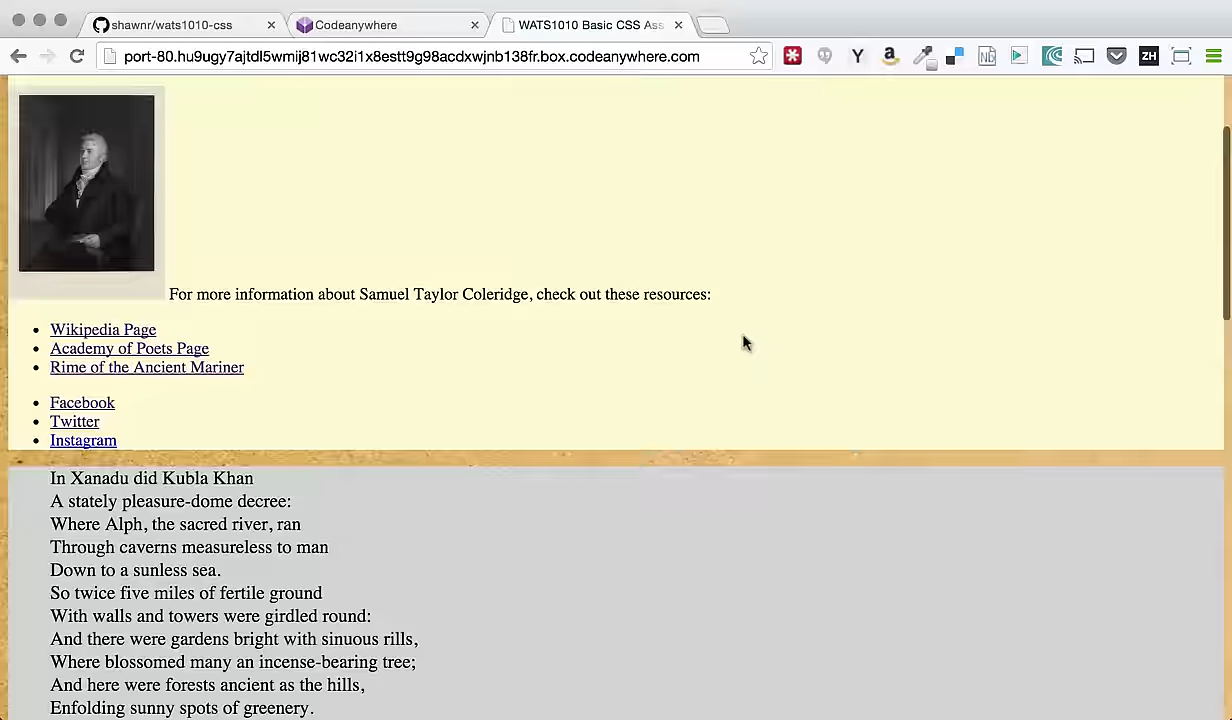 shawnr/wats1010-css
Codeanywhere
WATS1010 Basic CSS Ass
port-80.hu9ugy7ajtdl5wmij81wc32i1x8estt9g98acdxwjnb138fr.box.codeanywhere.com
Y
a
Nb
ZH
For more information about Samuel Taylor Coleridge, check out these resources:
Wikipedia Page
Academy of Poets Page
Rime of the Ancient Mariner
Facebook
Twitter
Instagram
In Xanadu did Kubla Khan
A stately pleasure-dome decree:
Where Alph, the sacred river, ran
Through caverns measureless to man
Down to a sunless sea.
So twice five miles of fertile ground
With walls and towers were girdled round:
And there were gardens bright with sinuous rills,
Where blossomed many an incense-bearing tree;
And here were forests ancient as the hills,
Enfolding sunny spots of greenery.